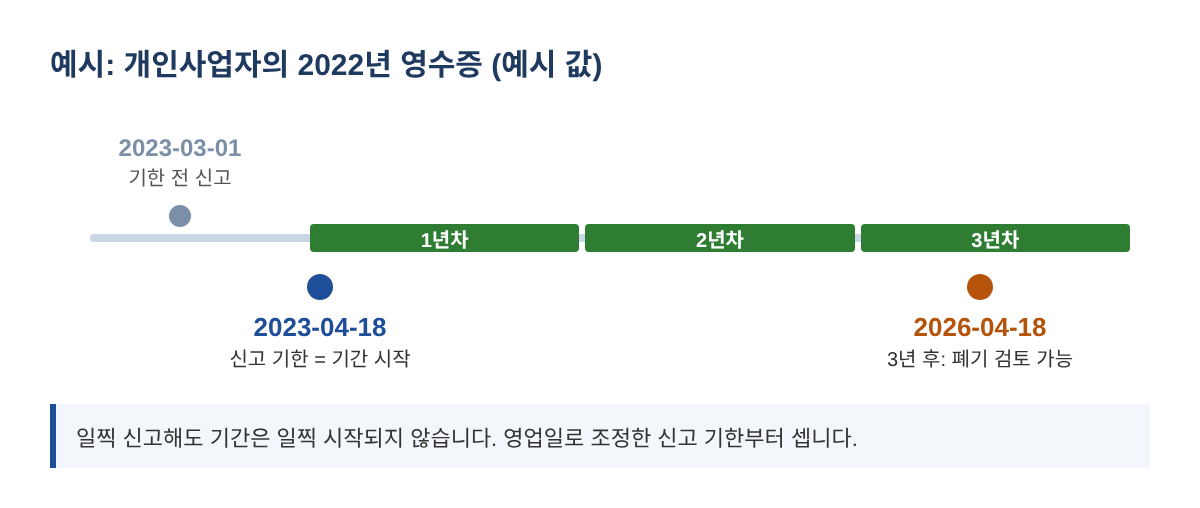 예시: 개인사업자의 2022년 영수증 (예시 값)
2023-03-01
기한 전 신고
1년차
2년차
3년차
2023-04-18
신고 기한 = 기간 시작
2026-04-18
3년 후: 폐기 검토 가능
일찍 신고해도 기간은 일찍 시작되지 않습니다. 영업일로 조정한 신고 기한부터 셉니다.